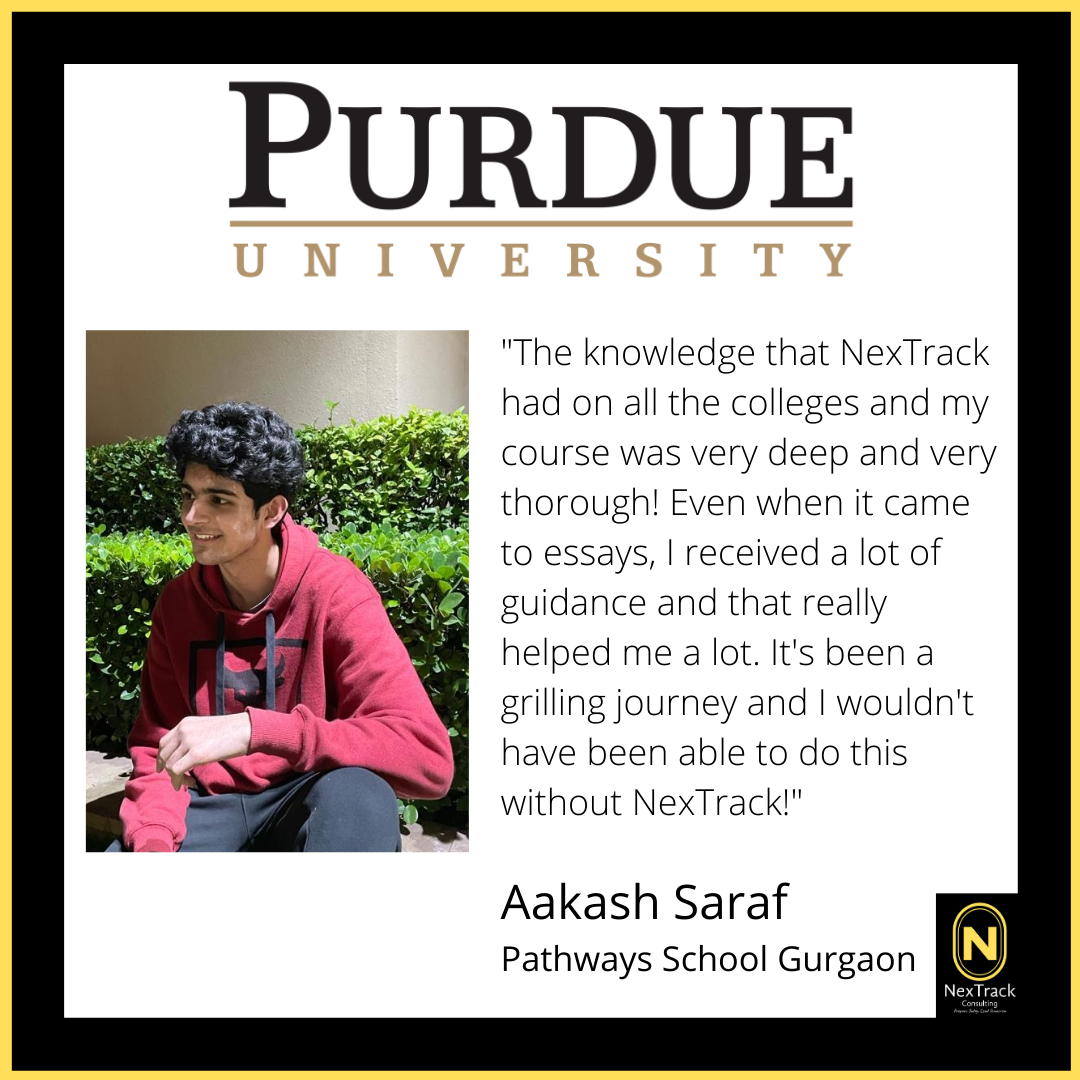 PURDUE
UNIVERSITY
"The knowledge that NexTrack
had on all the colleges and my
course was very deep and very
thorough! Even when it came
to essays, I received a lot of
guidance and that really
helped me a lot. It's been a
grilling journey and I wouldn't
have been able to do this
without NexTrack!"
Aakash Saraf
Pathways School Gurgaon
N
NexTrack
Consulting